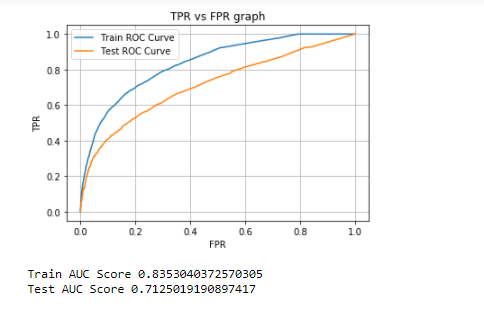 TPR vs FPR graph
Train ROC Curve
Test ROC Curve
1.0
0.8
0.6
0.4
0.2
0.0
TPR
0.0 0.2 0.4 0.6 0.8 1.0
FPR
Train AUC Score 0.8353040372570305
Test AUC Score 0.7125019190897417